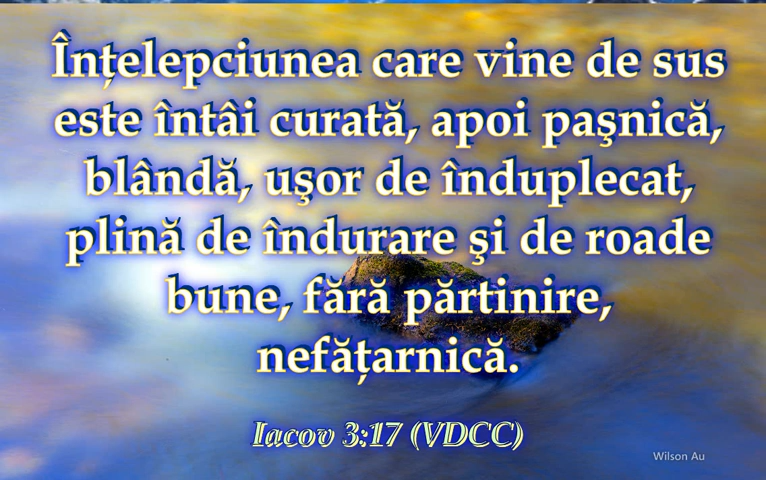 Înțelepciunea care vine de sus
este întâi curată, apoi paşnică,
blândă, uşor de înduplecat,
plină de îndurare şi de roade
bune, fără părtinire,
nefățarnică.
Iacov 3:17 (VDCC)
Wilson Au